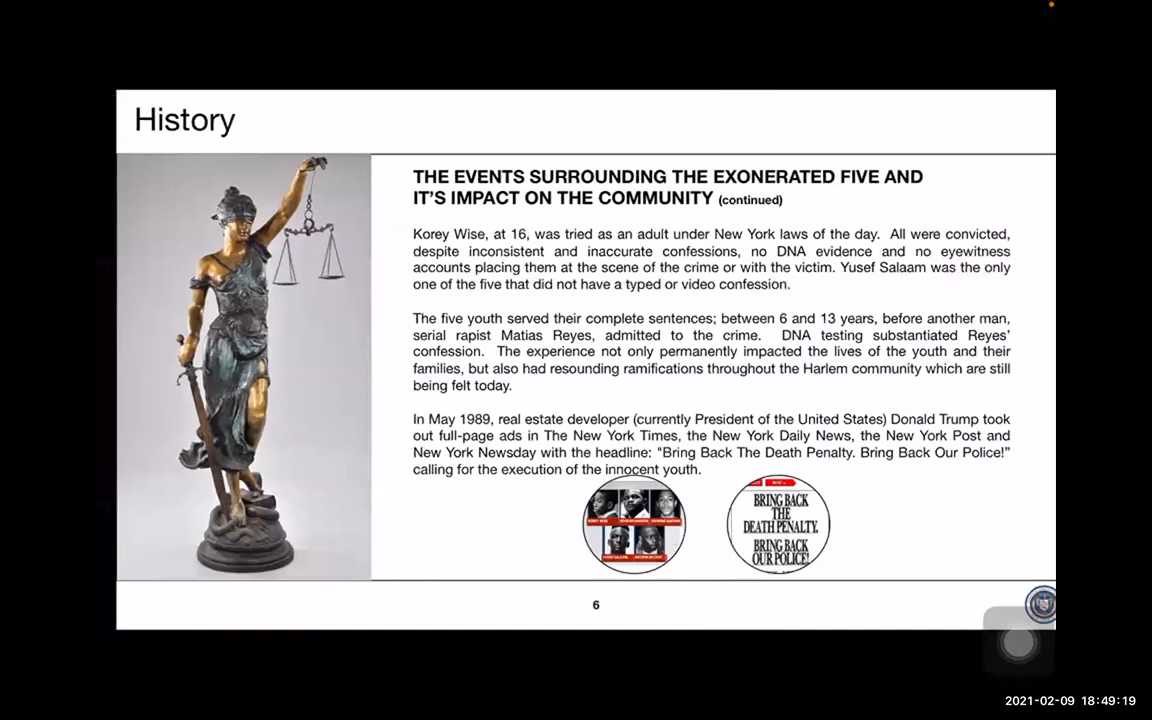 History
THE EVENTS SURROUNDING THE EXONERATED FIVE AND
IT'S IMPACT ON THE COMMUNITY (continued)
Korey Wise, at 16, was tried as an adult under New York laws of the day. All were convicted,
despite inconsistent and inaccurate confessions, no DNA evidence and no eyewitness
accounts placing them at the scene of the crime or with the victim. Yusef Salaam was the only
one of the five that did not have a typed or video confession.
The five youth served their complete sentences; between 6 and 13 years, before another man,
serial rapist Matias Reyes, admitted to the crime. DNA testing substantiated Reyes'
confession. The experience not only permanently impacted the lives of the youth and their
families, but also had resounding ramifications throughout the Harlem community which are still
being felt today.
In May 1989, real estate developer (currently President of the United States) Donald Trump took
out full-page ads in The New York Times, the New York Daily News, the New York Post and
New York Newsday with the headline: "Bring Back The Death Penalty. Bring Back Our Police!"
calling for the execution of the innocent youth.
BRING BACK
THE
DEATH PENALTY.
BRING BACK
OUR POLICE!
6
2021-02-09 18:49:19